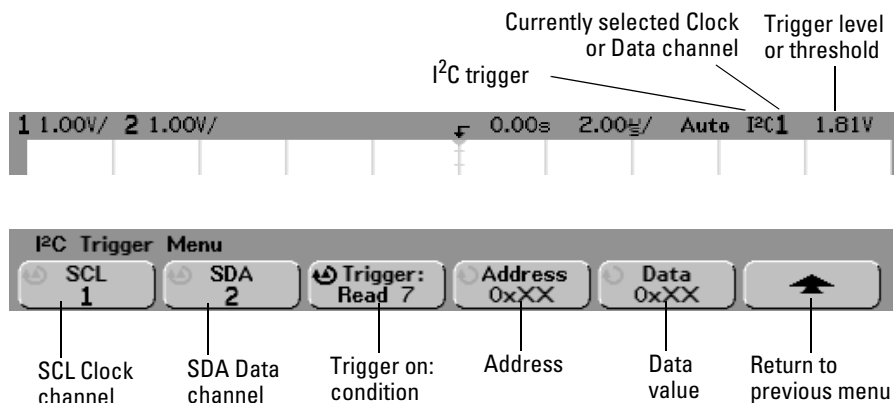 Currently selected Clock
or Data channel
Trigger level
or threshold
I²C trigger
1 1.00V/ 2 1.00V/ 0.00s 2.00us/ Auto I²C1 1.81V
I²C Trigger Menu
SCL
1
SDA
2
Trigger:
Read 7
Address
0xXX
Data
0xXX
SCL Clock
channel
SDA Data
channel
Trigger on:
condition
Address
Data
value
Return to
previous menu